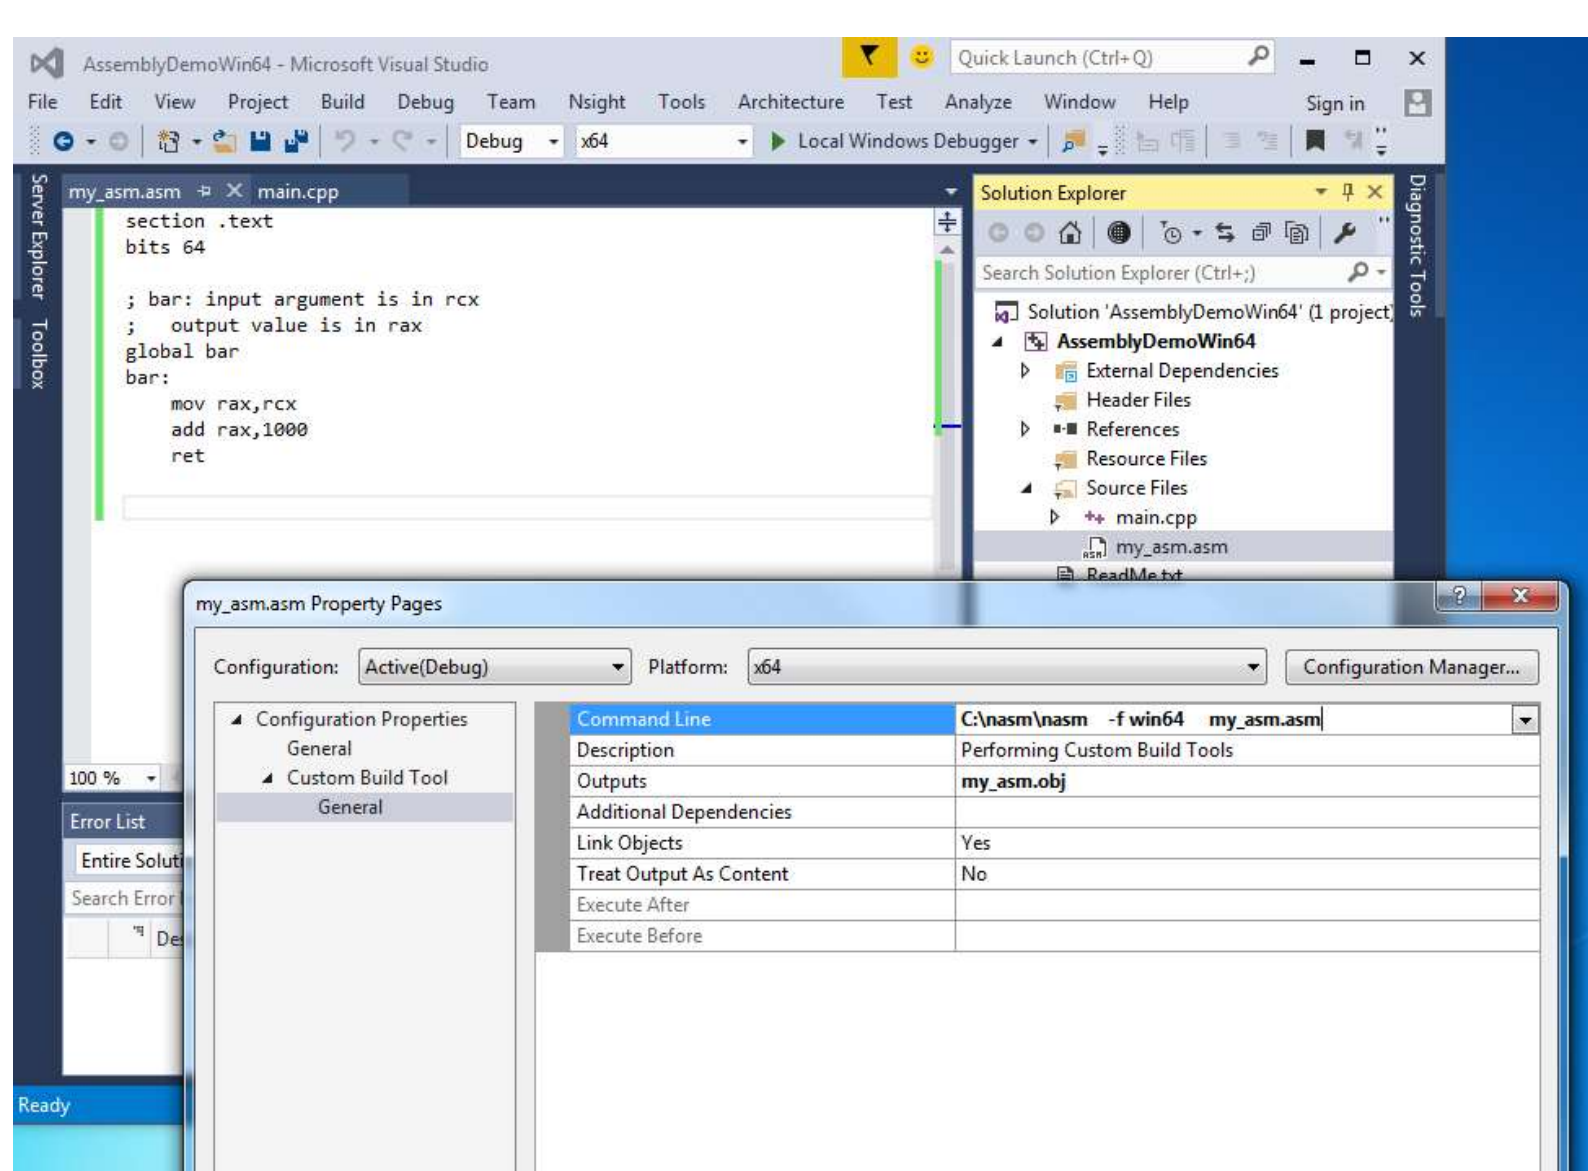 AssemblyDemoWin64 - Microsoft Visual Studio
Quick Launch (Ctrl+Q)
File Edit View Project Build Debug Team Nsight Tools Architecture Test Analyze Window Help Sign in
Debug x64 Local Windows Debugger
Server Explorer
Toolbox
my_asm.asm main.cpp
section .text
bits 64
; bar: input argument is in rcx
;   output value is in rax
global bar
bar:
    mov rax,rcx
    add rax,1000
    ret
100 %
Solution Explorer
Search Solution Explorer (Ctrl+;)
Solution 'AssemblyDemoWin64' (1 project)
AssemblyDemoWin64
External Dependencies
Header Files
References
Resource Files
Source Files
main.cpp
my_asm.asm
ReadMe.txt
Diagnostic Tools
Error List
Entire Soluti
Search Error
Des
Ready
my_asm.asm Property Pages
Configuration: Active(Debug) Platform: x64 Configuration Manager...
Configuration Properties
General
Custom Build Tool
General
Command Line C:\nasm\nasm -f win64 my_asm.asm
Description Performing Custom Build Tools
Outputs my_asm.obj
Additional Dependencies
Link Objects Yes
Treat Output As Content No
Execute After
Execute Before